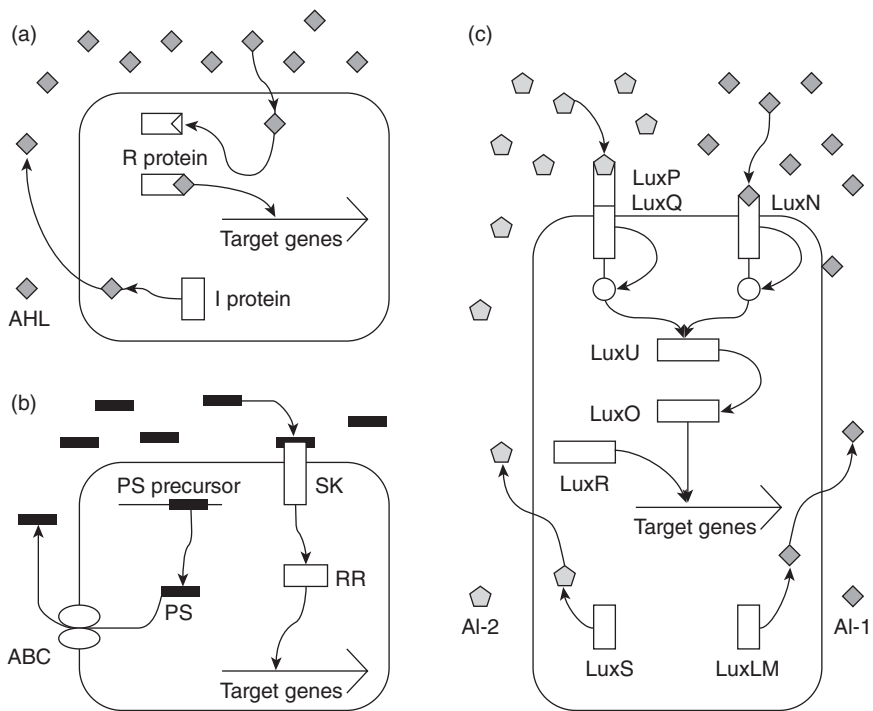 (a)
R protein
Target genes
I protein
AHL
(b)
PS precursor
SK
RR
PS
ABC
Target genes
(c)
LuxP
LuxQ
LuxN
LuxU
LuxO
LuxR
Target genes
AI-2
AI-1
LuxS
LuxLM